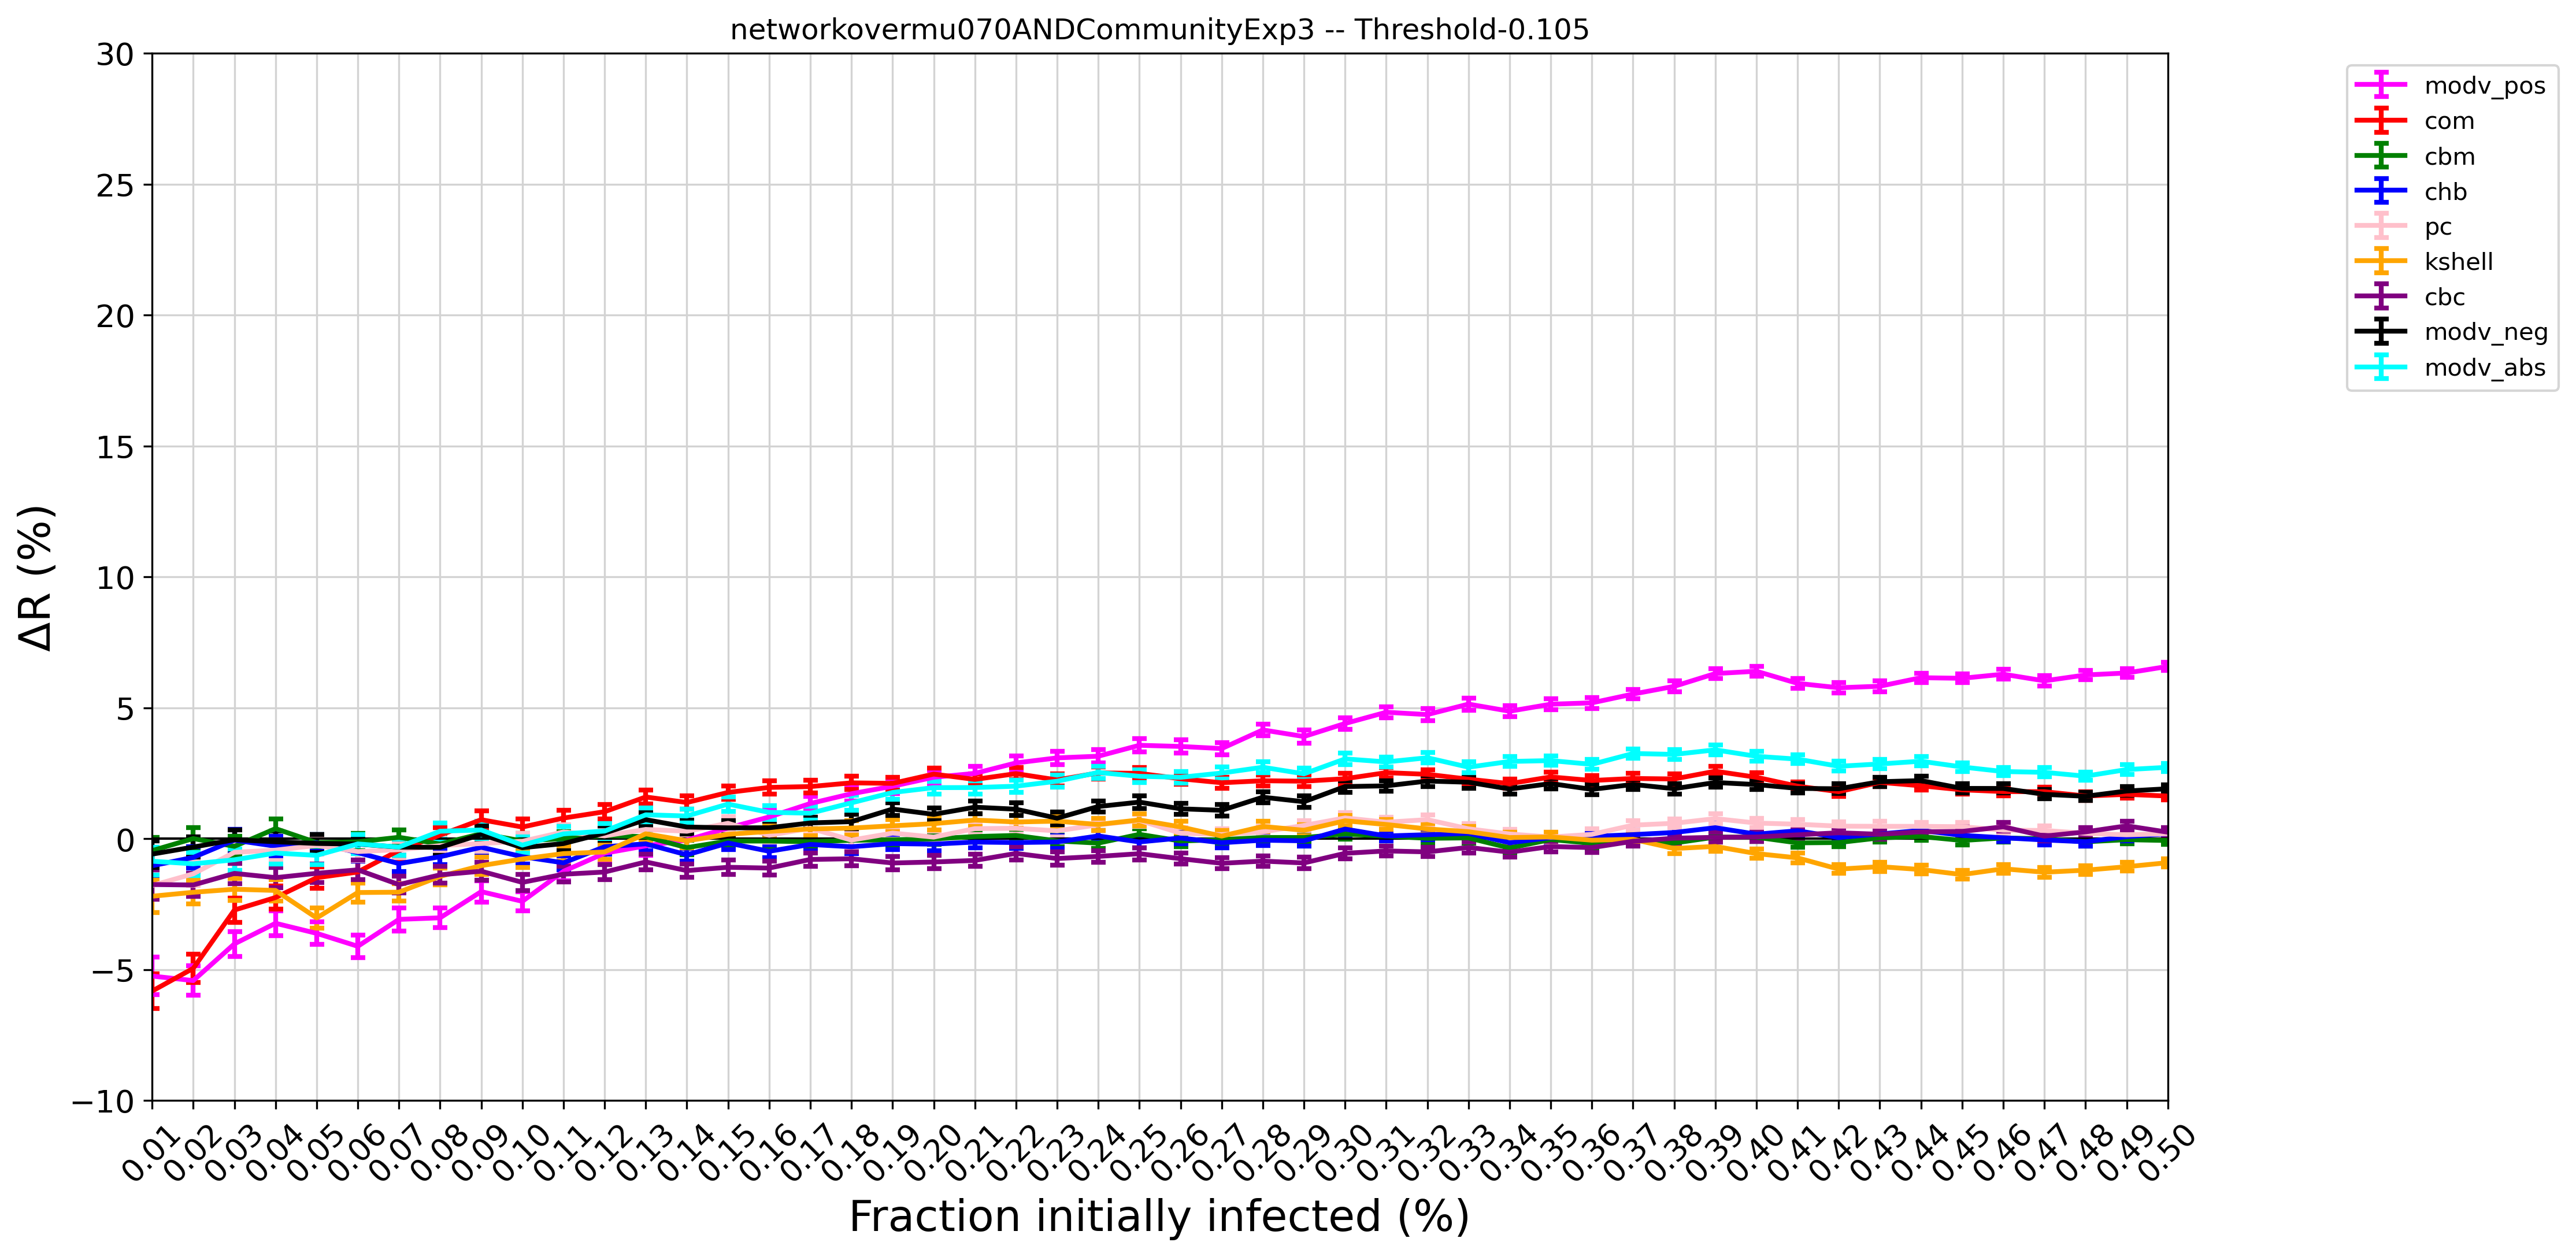 networkovermu070ANDCommunityExp3 -- Threshold-0.105
30
25
20
15
10
5
0
−5
−10
ΔR (%)
0.01 0.02 0.03 0.04 0.05 0.06 0.07 0.08 0.09 0.10 0.11 0.12 0.13 0.14 0.15 0.16 0.17 0.18 0.19 0.20 0.21 0.22 0.23 0.24 0.25 0.26 0.27 0.28 0.29 0.30 0.31 0.32 0.33 0.34 0.35 0.36 0.37 0.38 0.39 0.40 0.41 0.42 0.43 0.44 0.45 0.46 0.47 0.48 0.49 0.50
Fraction initially infected (%)
modv_pos
com
cbm
chb
pc
kshell
cbc
modv_neg
modv_abs